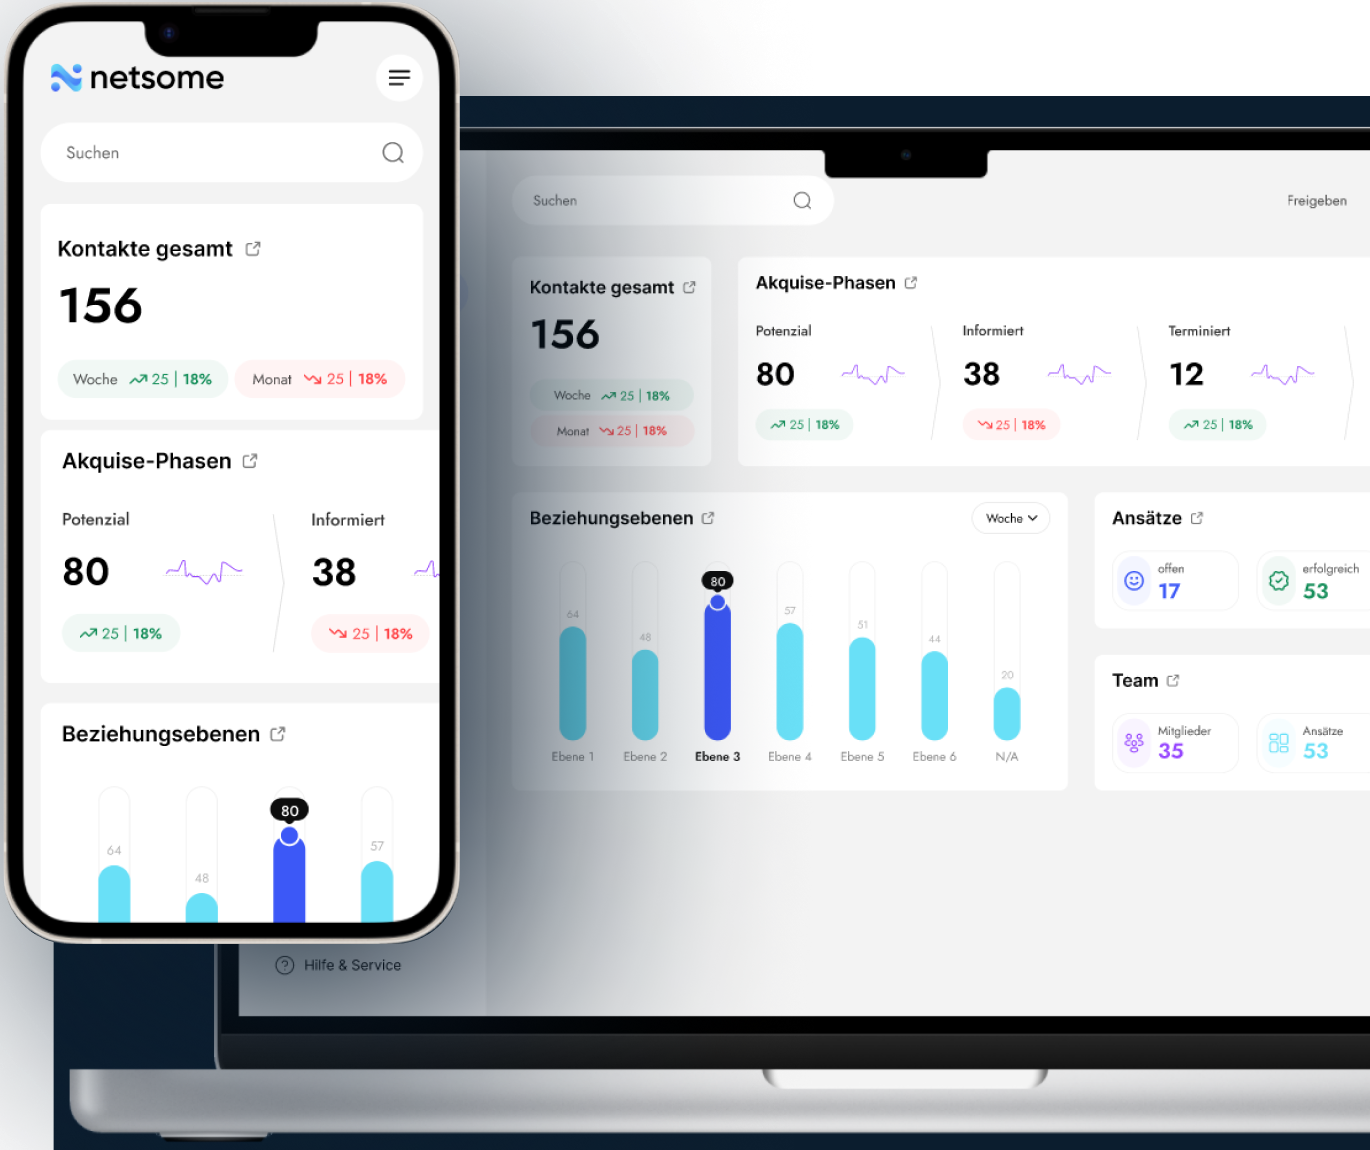 netsome
Suchen
Kontakte gesamt
156
Woche 25 | 18%
Monat 25 | 18%
Akquise-Phasen
Potenzial
80
25 | 18%
Informiert
38
25 | 18%
Beziehungsebenen
64
48
80
57
Suchen
Freigeben
Kontakte gesamt
156
Woche 25 | 18%
Monat 25 | 18%
Akquise-Phasen
Potenzial
80
25 | 18%
Informiert
38
25 | 18%
Terminiert
12
25 | 18%
Beziehungsebenen
Woche
64
48
80
57
51
44
20
Ebene 1
Ebene 2
Ebene 3
Ebene 4
Ebene 5
Ebene 6
N/A
Ansätze
offen
17
erfolgreich
53
Team
Mitglieder
35
Ansätze
53
Hilfe & Service